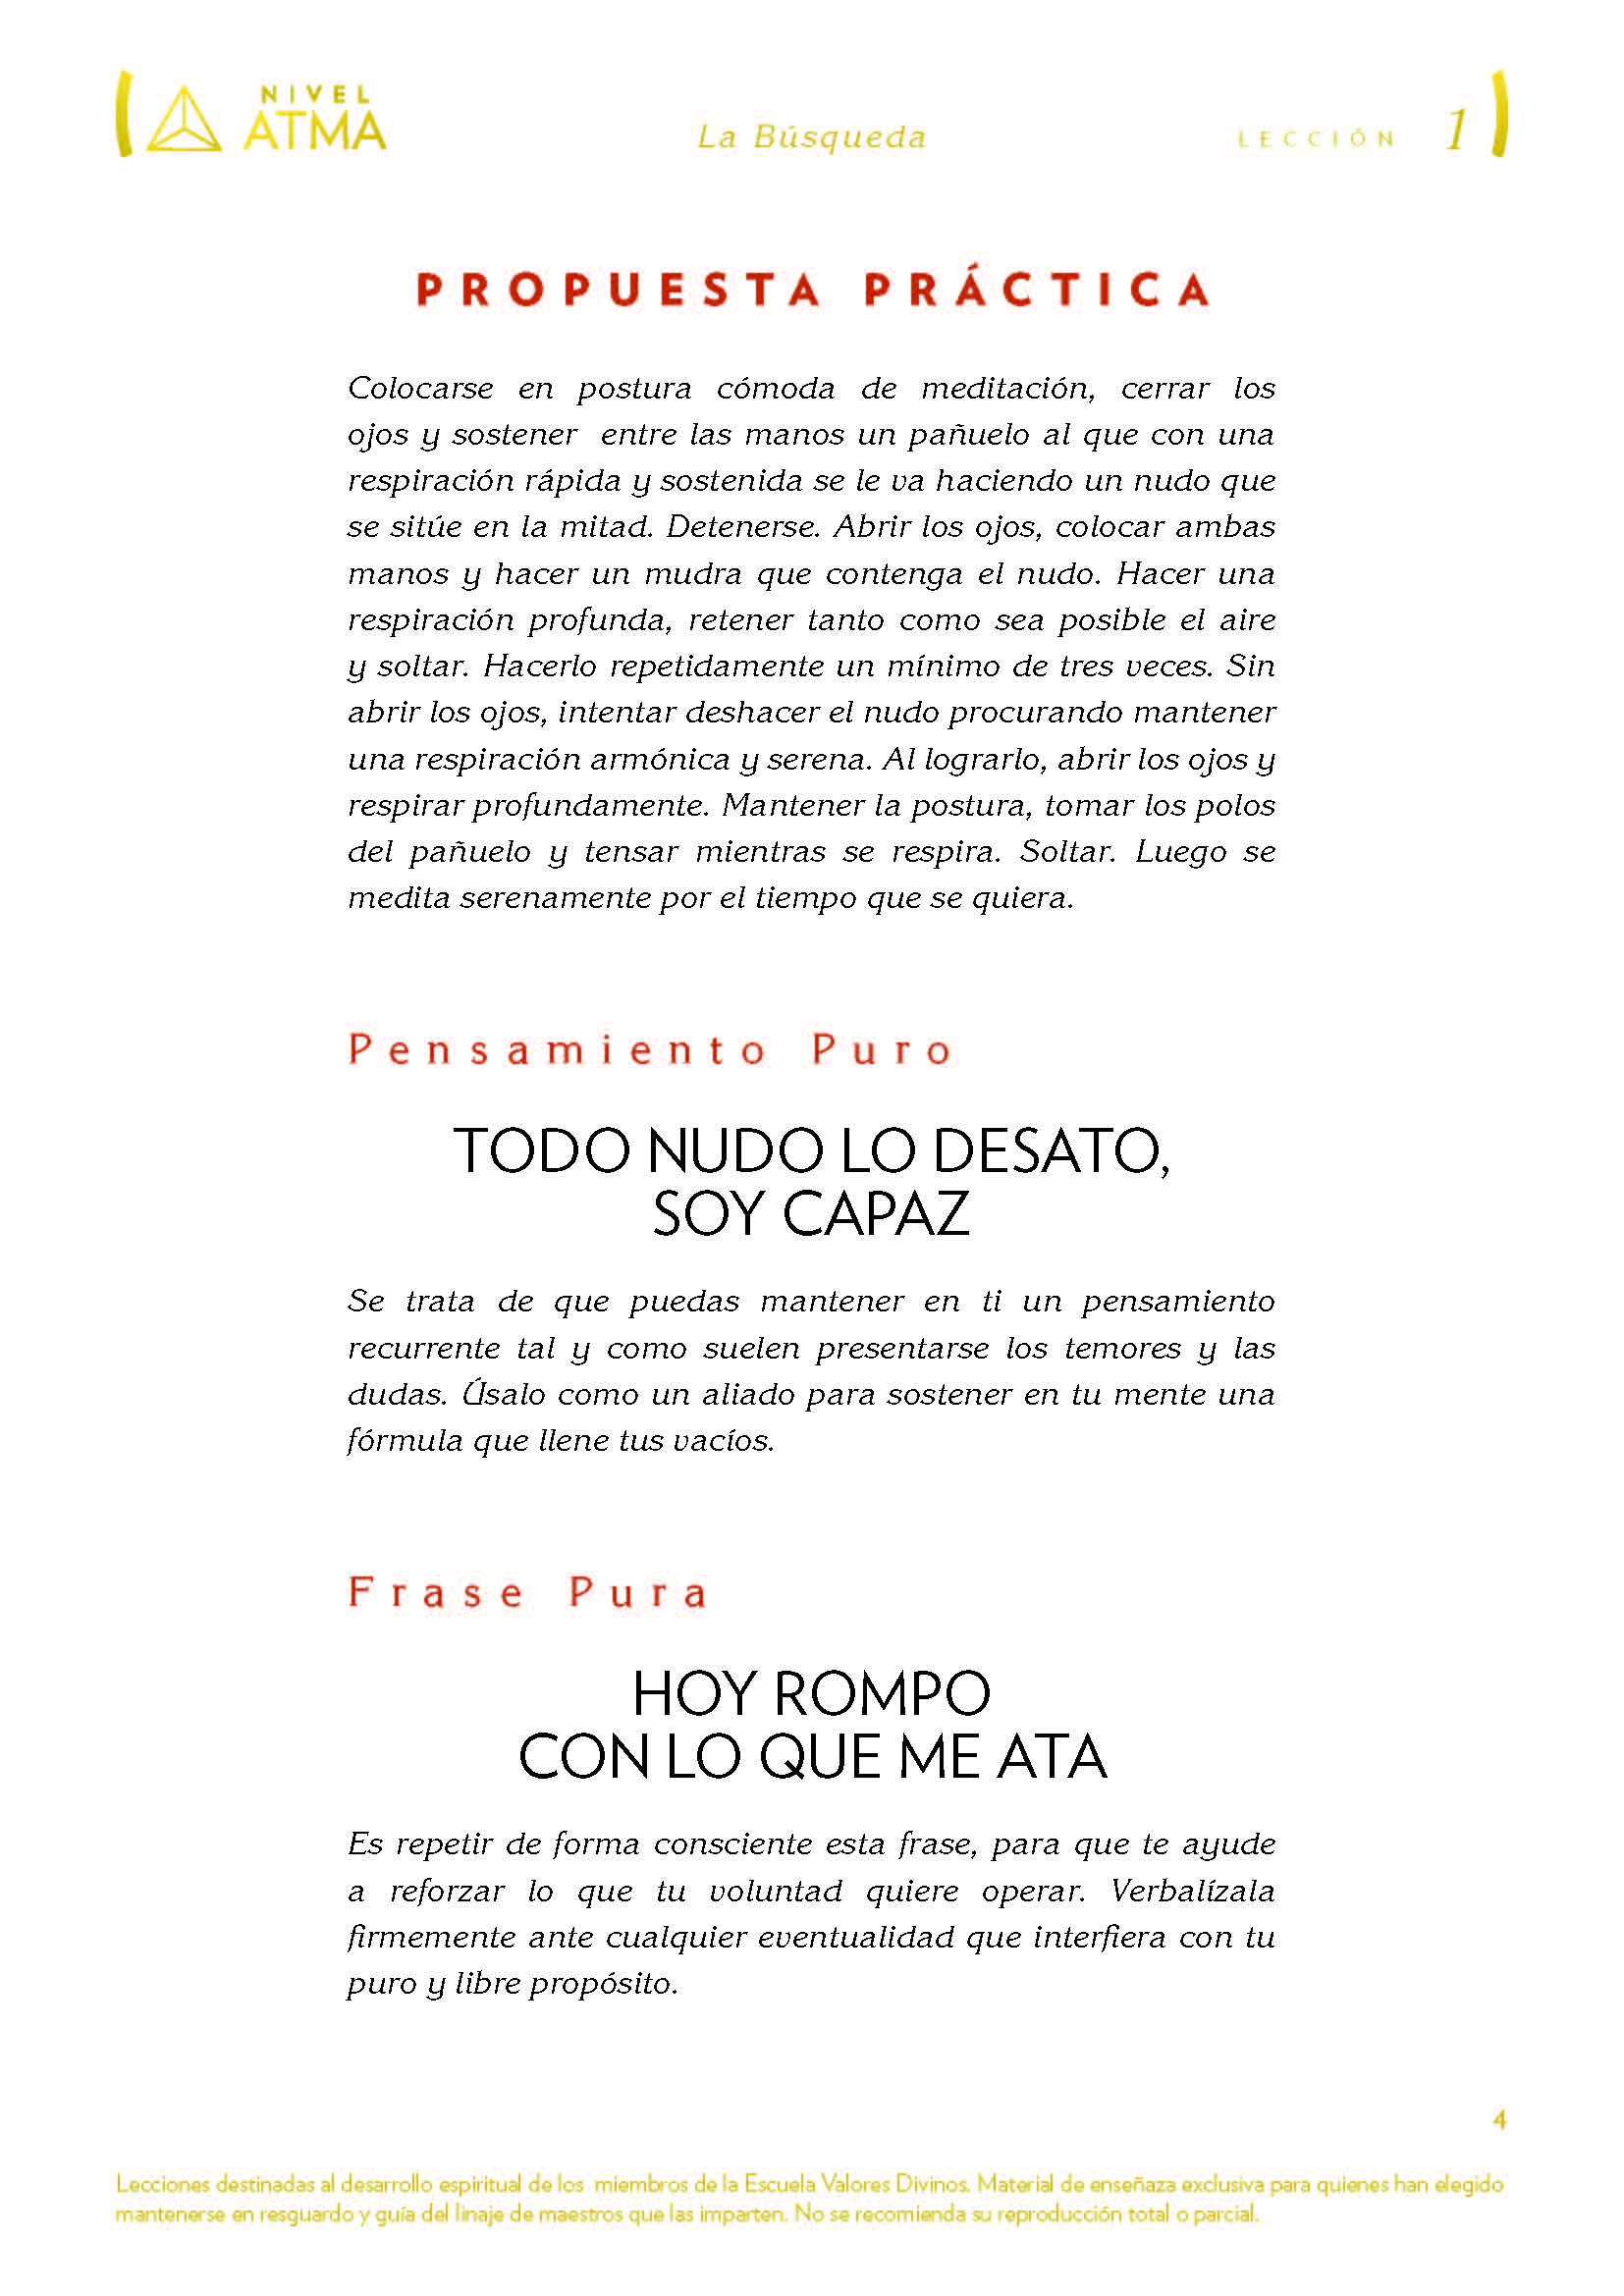 NIVEL
ATMA
La Búsqueda
LECCIÓN 1
PROPUESTA PRÁCTICA
Colocarse en postura cómoda de meditación, cerrar los
ojos y sostener entre las manos un pañuelo al que con una
respiración rápida y sostenida se le va haciendo un nudo que
se sitúe en la mitad. Detenerse. Abrir los ojos, colocar ambas
manos y hacer un mudra que contenga el nudo. Hacer una
respiración profunda, retener tanto como sea posible el aire
y soltar. Hacerlo repetidamente un mínimo de tres veces. Sin
abrir los ojos, intentar deshacer el nudo procurando mantener
una respiración armónica y serena. Al lograrlo, abrir los ojos y
respirar profundamente. Mantener la postura, tomar los polos
del pañuelo y tensar mientras se respira. Soltar. Luego se
medita serenamente por el tiempo que se quiera.
Pensamiento Puro
TODO NUDO LO DESATO,
SOY CAPAZ
Se trata de que puedas mantener en ti un pensamiento
recurrente tal y como suelen presentarse los temores y las
dudas. Úsalo como un aliado para sostener en tu mente una
fórmula que llene tus vacíos.
Frase Pura
HOY ROMPO
CON LO QUE ME ATA
Es repetir de forma consciente esta frase, para que te ayude
a reforzar lo que tu voluntad quiere operar. Verbalízala
firmemente ante cualquier eventualidad que interfiera con tu
puro y libre propósito.
4
Lecciones destinadas al desarrollo espiritual de los miembros de la Escuela Valores Divinos. Material de enseñaza exclusiva para quienes han elegido
mantenerse en resguardo y guía del linaje de maestros que las imparten. No se recomienda su reproducción total o parcial.